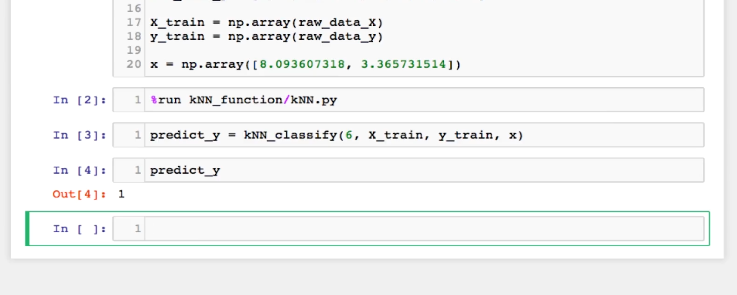 16
17 X_train = np.array(raw_data_X)
18 y_train = np.array(raw_data_y)
19
20 x = np.array([8.093607318, 3.365731514])
In [2]: 1 %run kNN_function/kNN.py
In [3]: 1 predict_y = kNN_classify(6, X_train, y_train, x)
In [4]: 1 predict_y
Out[4]: 1
In [ ]: 1